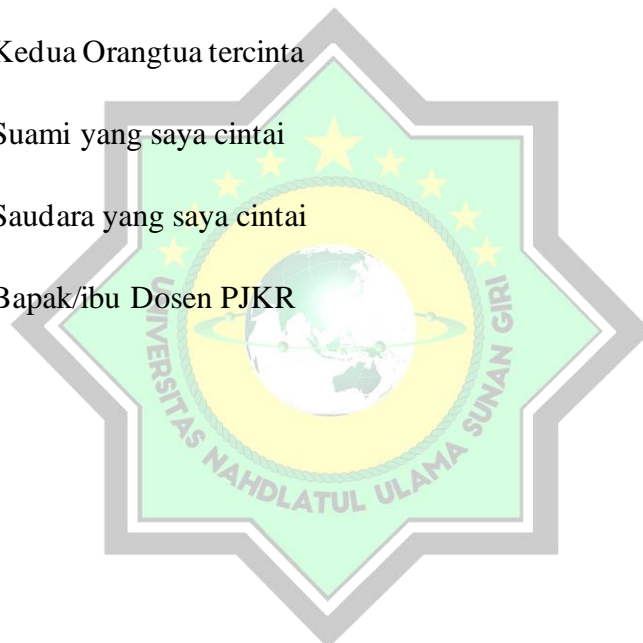 Kedua Orangtua tercinta
Suami yang saya cintai
Saudara yang saya cintai
Bapak/ibu Dosen PJKR
UNIVERSITAS NAHDLATUL ULAMA SUNAN GIRI